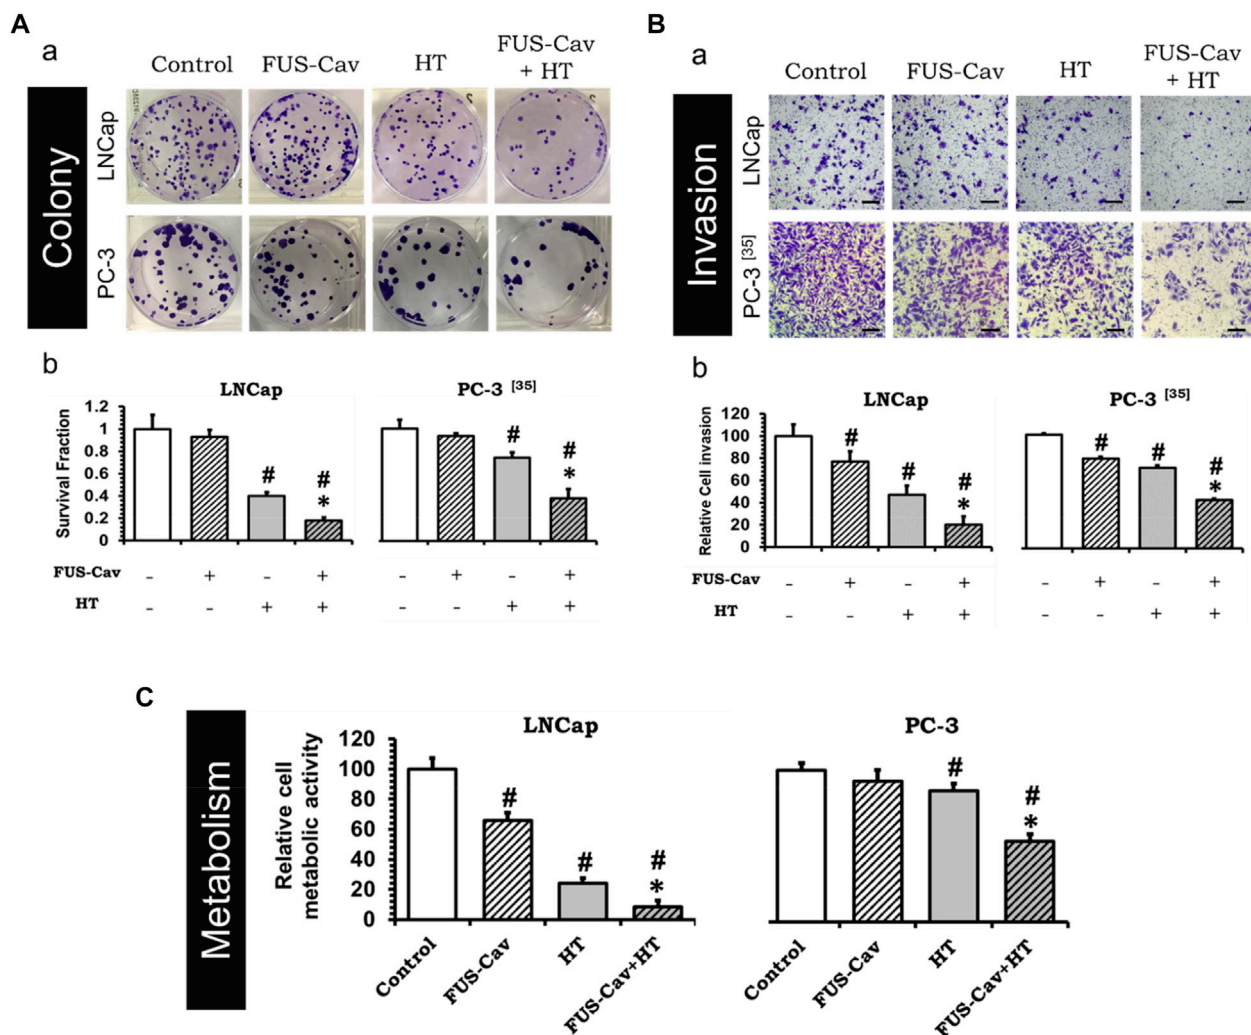 A
a
Control
FUS-Cav
HT
FUS-Cav
+ HT
Colony
LNCap
PC-3
b
LNCap
PC-3 [35]
Survival Fraction
1.2
1
0.8
0.6
0.4
0.2
0
#
#
*
#
#
*
FUS-Cav - + - + - + - +
HT - - + + - - + +
B
a
Control
FUS-Cav
HT
FUS-Cav
+ HT
Invasion
LNCap
PC-3 [35]
b
LNCap
PC-3 [35]
Relative Cell invasion
120
100
80
60
40
20
0
#
#
#
*
#
#
#
*
FUS-Cav - + - + - + - +
HT - - + + - - + +
C
Metabolism
LNCap
PC-3
Relative cell
metabolic activity
120
100
80
60
40
20
0
#
#
#
*
#
#
*
Control
FUS-Cav
HT
FUS-Cav+HT
Control
FUS-Cav
HT
FUS-Cav+HT